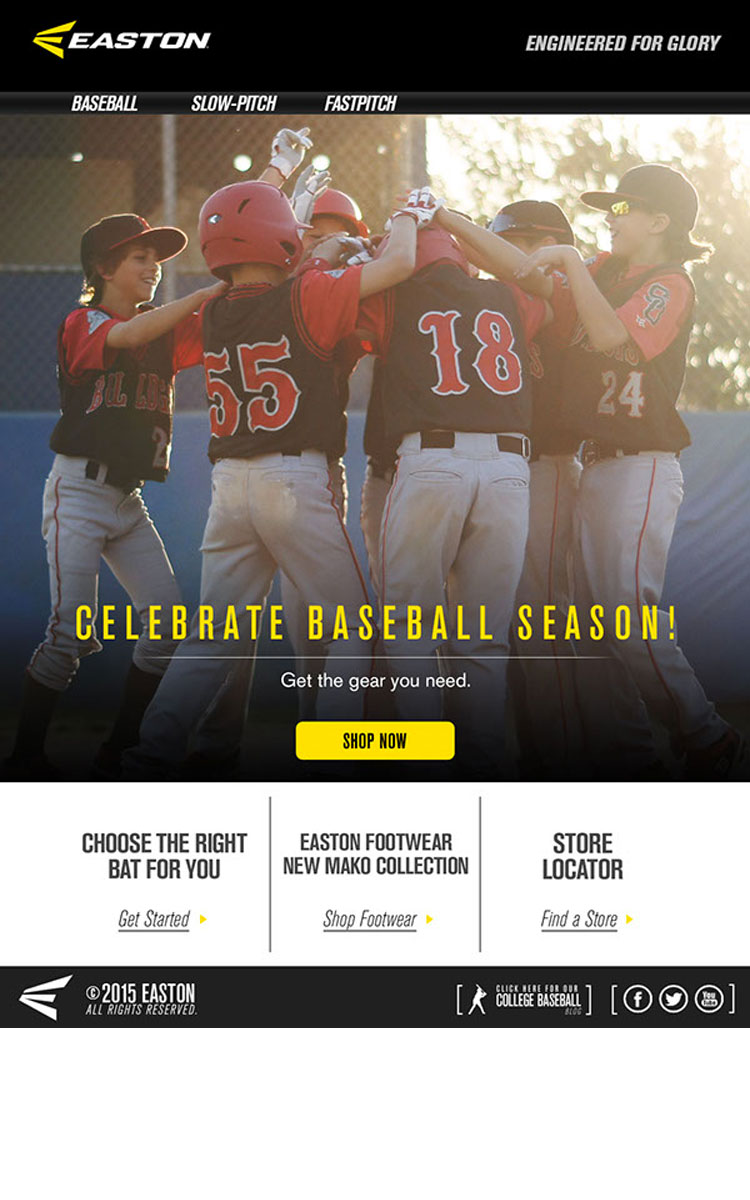 EASTON
ENGINEERED FOR GLORY
BASEBALL SLOW-PITCH FASTPITCH
55
18
24
CELEBRATE BASEBALL SEASON!
Get the gear you need.
SHOP NOW
CHOOSE THE RIGHT
BAT FOR YOU
Get Started
EASTON FOOTWEAR
NEW MAKO COLLECTION
Shop Footwear
STORE
LOCATOR
Find a Store
©2015 EASTON
ALL RIGHTS RESERVED.
CLICK HERE FOR OUR
COLLEGE BASEBALL
BLOG
You
Tube